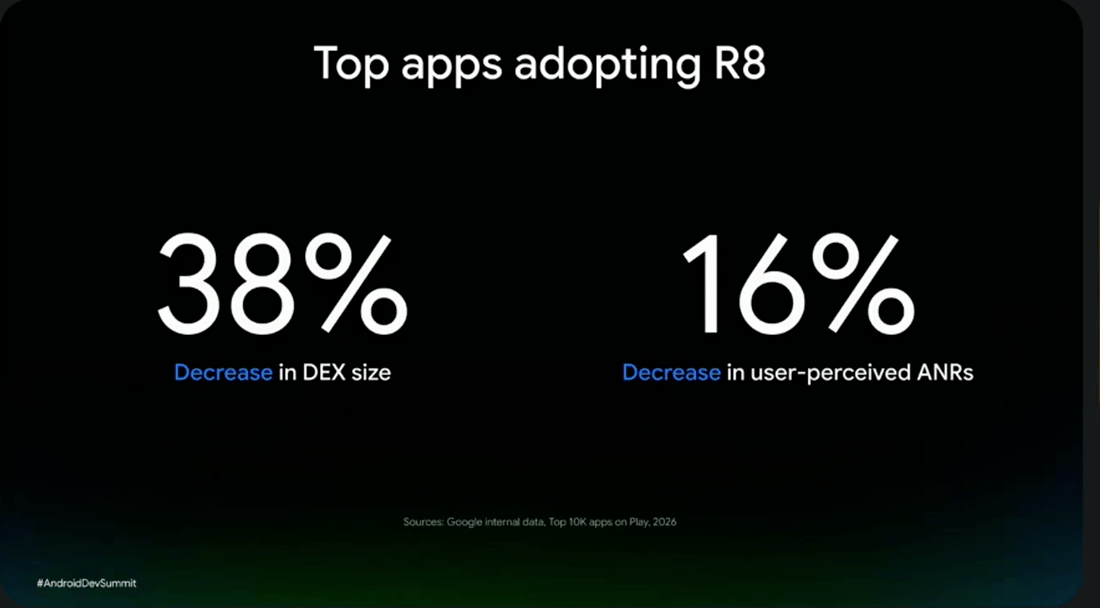 Top apps adopting R8
38%
Decrease in DEX size
16%
Decrease in user-perceived ANRs
Sources: Google internal data, Top 10K apps on Play, 2026
#AndroidDevSummit